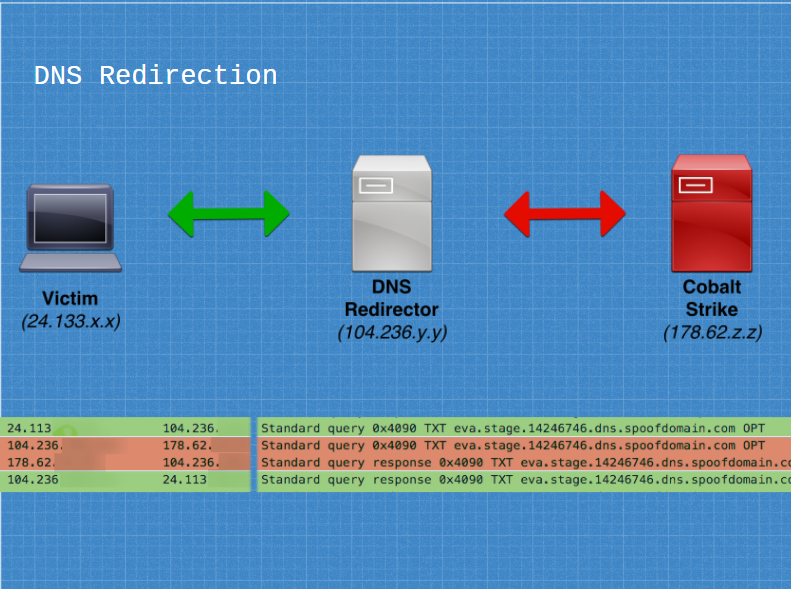 DNS Redirection
Victim
(24.133.x.x)
DNS
Redirector
(104.236.y.y)
Cobalt
Strike
(178.62.z.z)
24.113 104.236. Standard query 0x4090 TXT eva.stage.14246746.dns.spoofdomain.com OPT
104.236. 178.62. Standard query 0x4090 TXT eva.stage.14246746.dns.spoofdomain.com OPT
178.62. 104.236. Standard query response 0x4090 TXT eva.stage.14246746.dns.spoofdomain.co
104.236 24.113 Standard query response 0x4090 TXT eva.stage.14246746.dns.spoofdomain.co